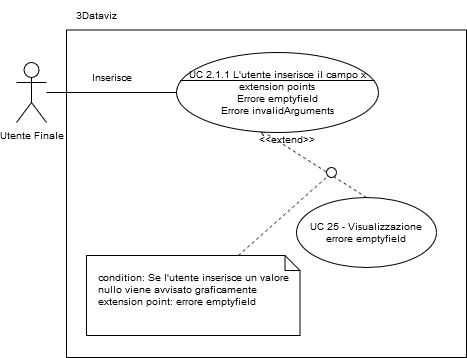 3Dataviz
Inserisce
Utente Finale
UC 2.1.1 L'utente inserisce il campo x
extension points
Errore emptyfield
Errore invalidArguments
<<extend>>
UC 25 - Visualizzazione
errore emptyfield
condition: Se l'utente inserisce un valore
nullo viene avvisato graficamente
extension point: errore emptyfield